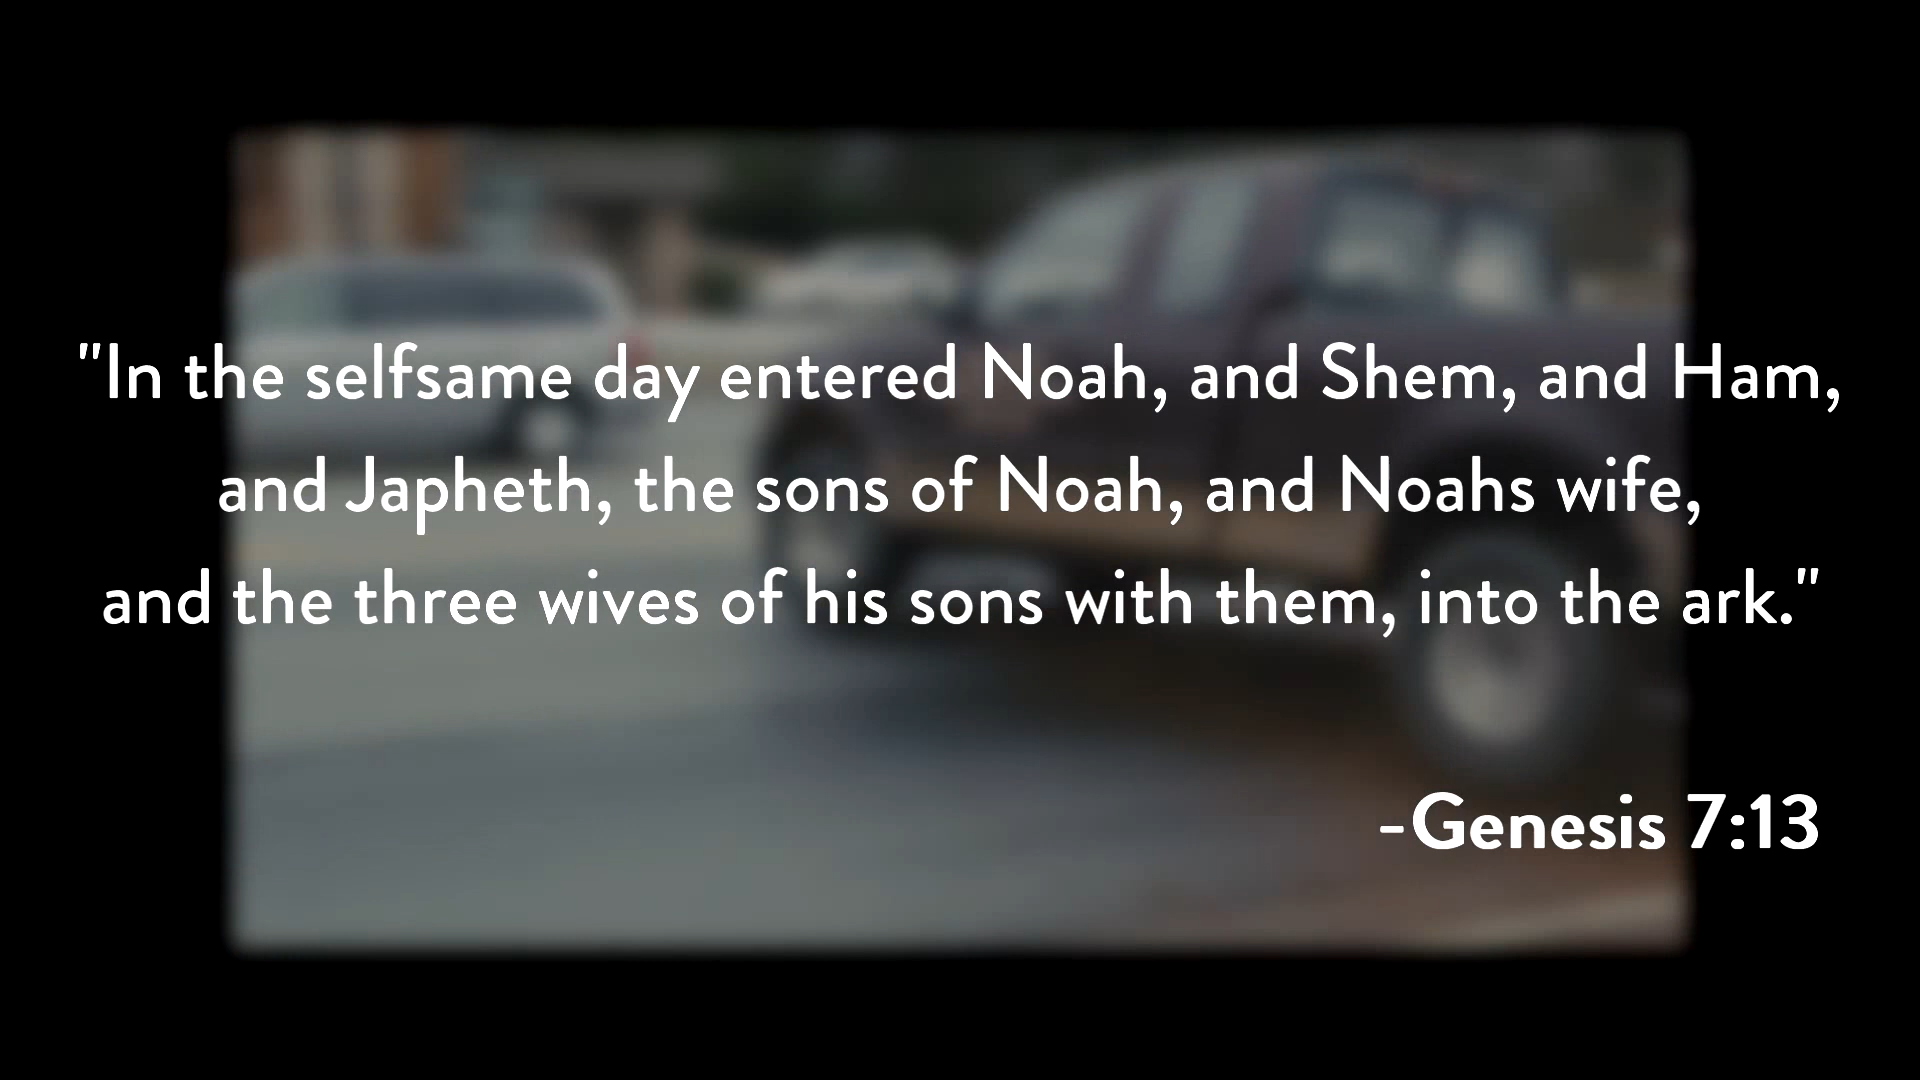 "In the selfsame day entered Noah, and Shem, and Ham,
and Japheth, the sons of Noah, and Noahs wife,
and the three wives of his sons with them, into the ark."
-Genesis 7:13